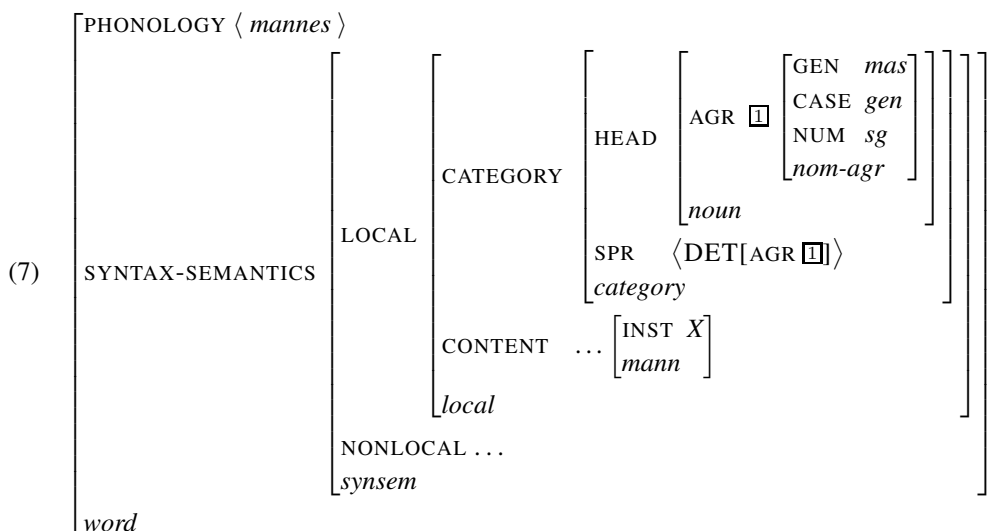 PHONOLOGY ⟨ mannes ⟩
GEN mas
AGR 1 CASE gen
HEAD NUM sg
nom-agr
CATEGORY
noun
LOCAL
SPR ⟨DET[AGR 1]⟩
(7) SYNTAX-SEMANTICS
category
INST X
CONTENT ...
mann
local
NONLOCAL ...
synsem
word